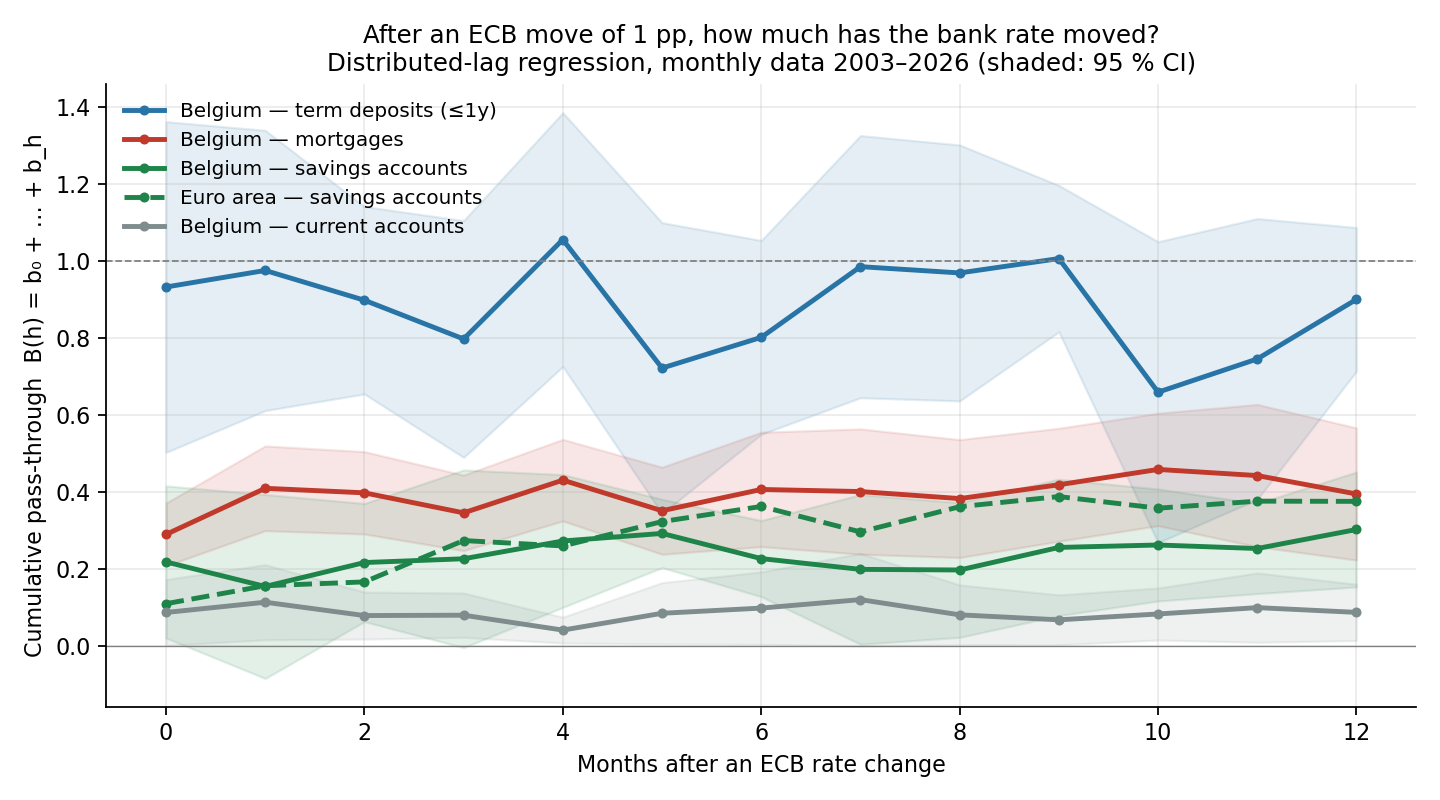 After an ECB move of 1 pp, how much has the bank rate moved?
Distributed-lag regression, monthly data 2003–2026 (shaded: 95 % CI)
Cumulative pass-through B(h) = b₀ + … + b_h
1.4
1.2
1.0
0.8
0.6
0.4
0.2
0.0
Belgium — term deposits (≤1y)
Belgium — mortgages
Belgium — savings accounts
Euro area — savings accounts
Belgium — current accounts
0 2 4 6 8 10 12
Months after an ECB rate change